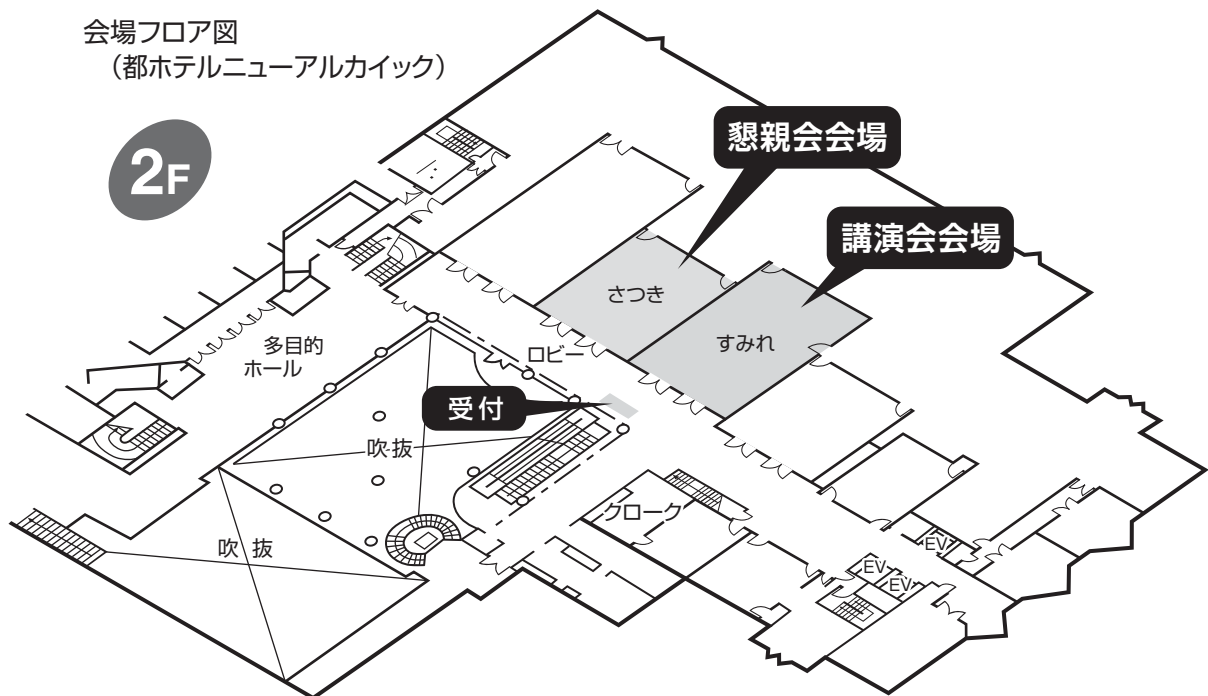 会場フロア図
（都ホテルニューアルカイック）
2F
懇親会会場
講演会会場
さつき
すみれ
ロビー
多目的
ホール
受付
吹抜
クローク
吹抜
EV
EV
EV